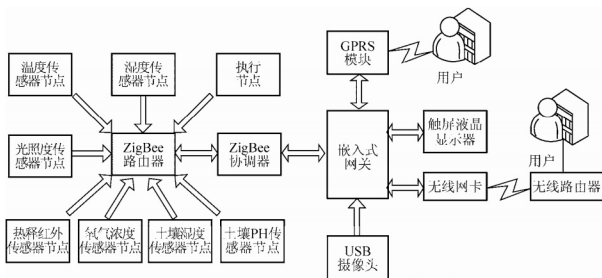 GPRS
模块
用户
温度传
感器节点
湿度传
感器节点
执行
节点
光照度传
感器节点
ZigBee
路由器
ZigBee
协调器
嵌入式
网关
触屏液晶
显示器
用户
无线网卡
无线路由器
热释红外
传感器节点
氧气浓度
传感器节点
土壤湿度
传感器节点
土壤PH传
感器节点
USB
摄像头